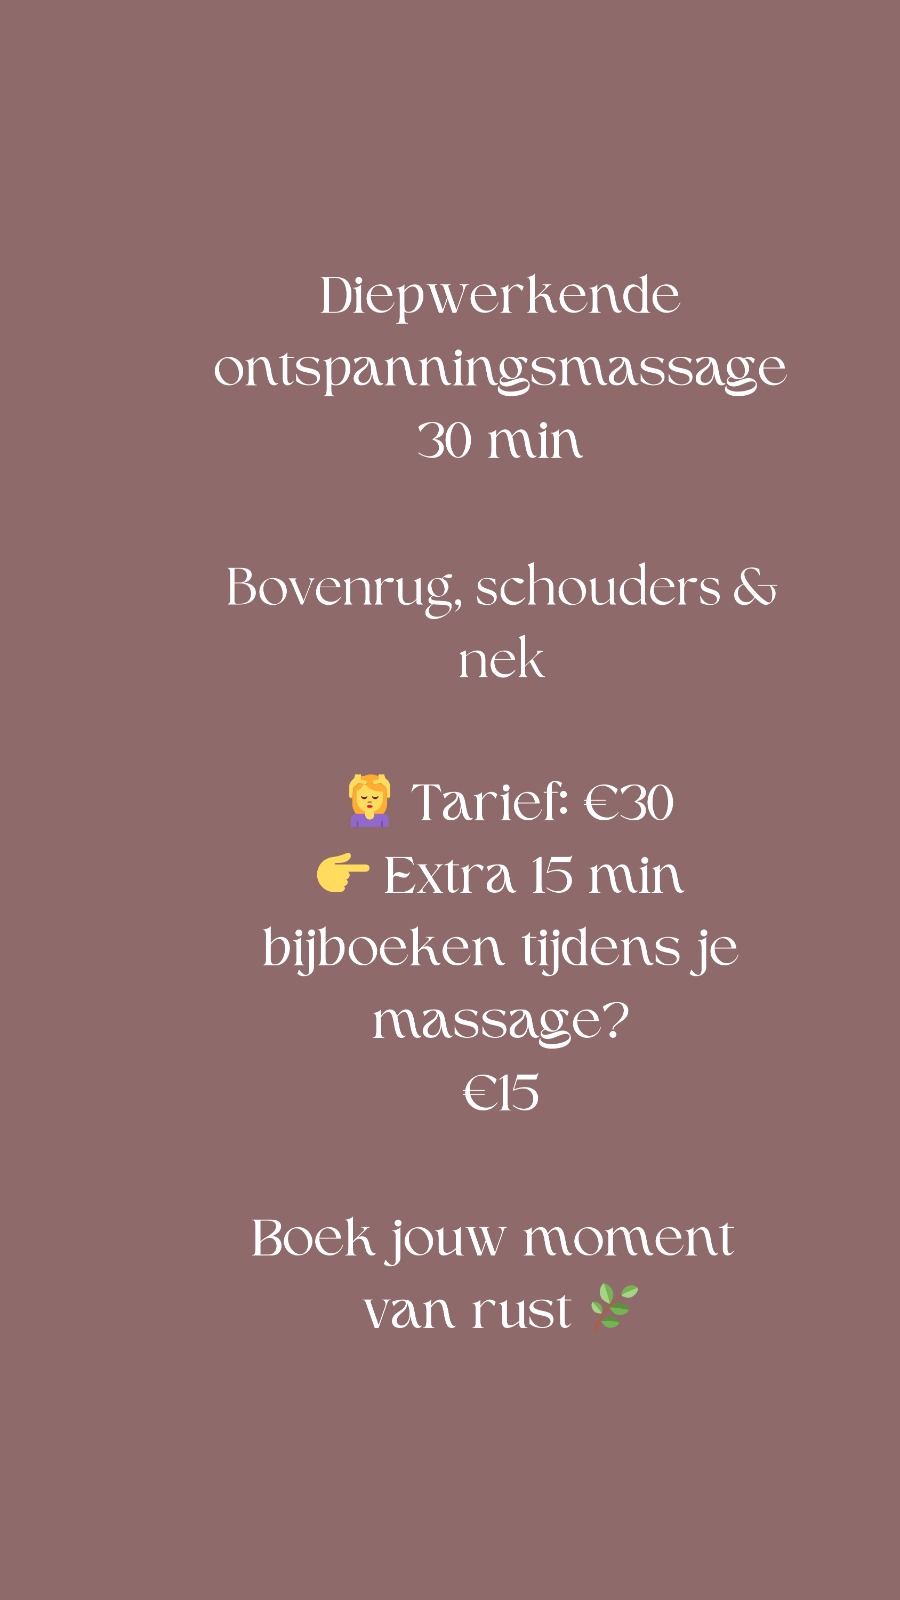 Diepwerkende
ontspanningsmassage
30 min
Bovenrug, schouders &
nek
💆‍♀️ Tarief: €30
👉 Extra 15 min
bijboeken tijdens je
massage?
€15
Boek jouw moment
van rust 🌿